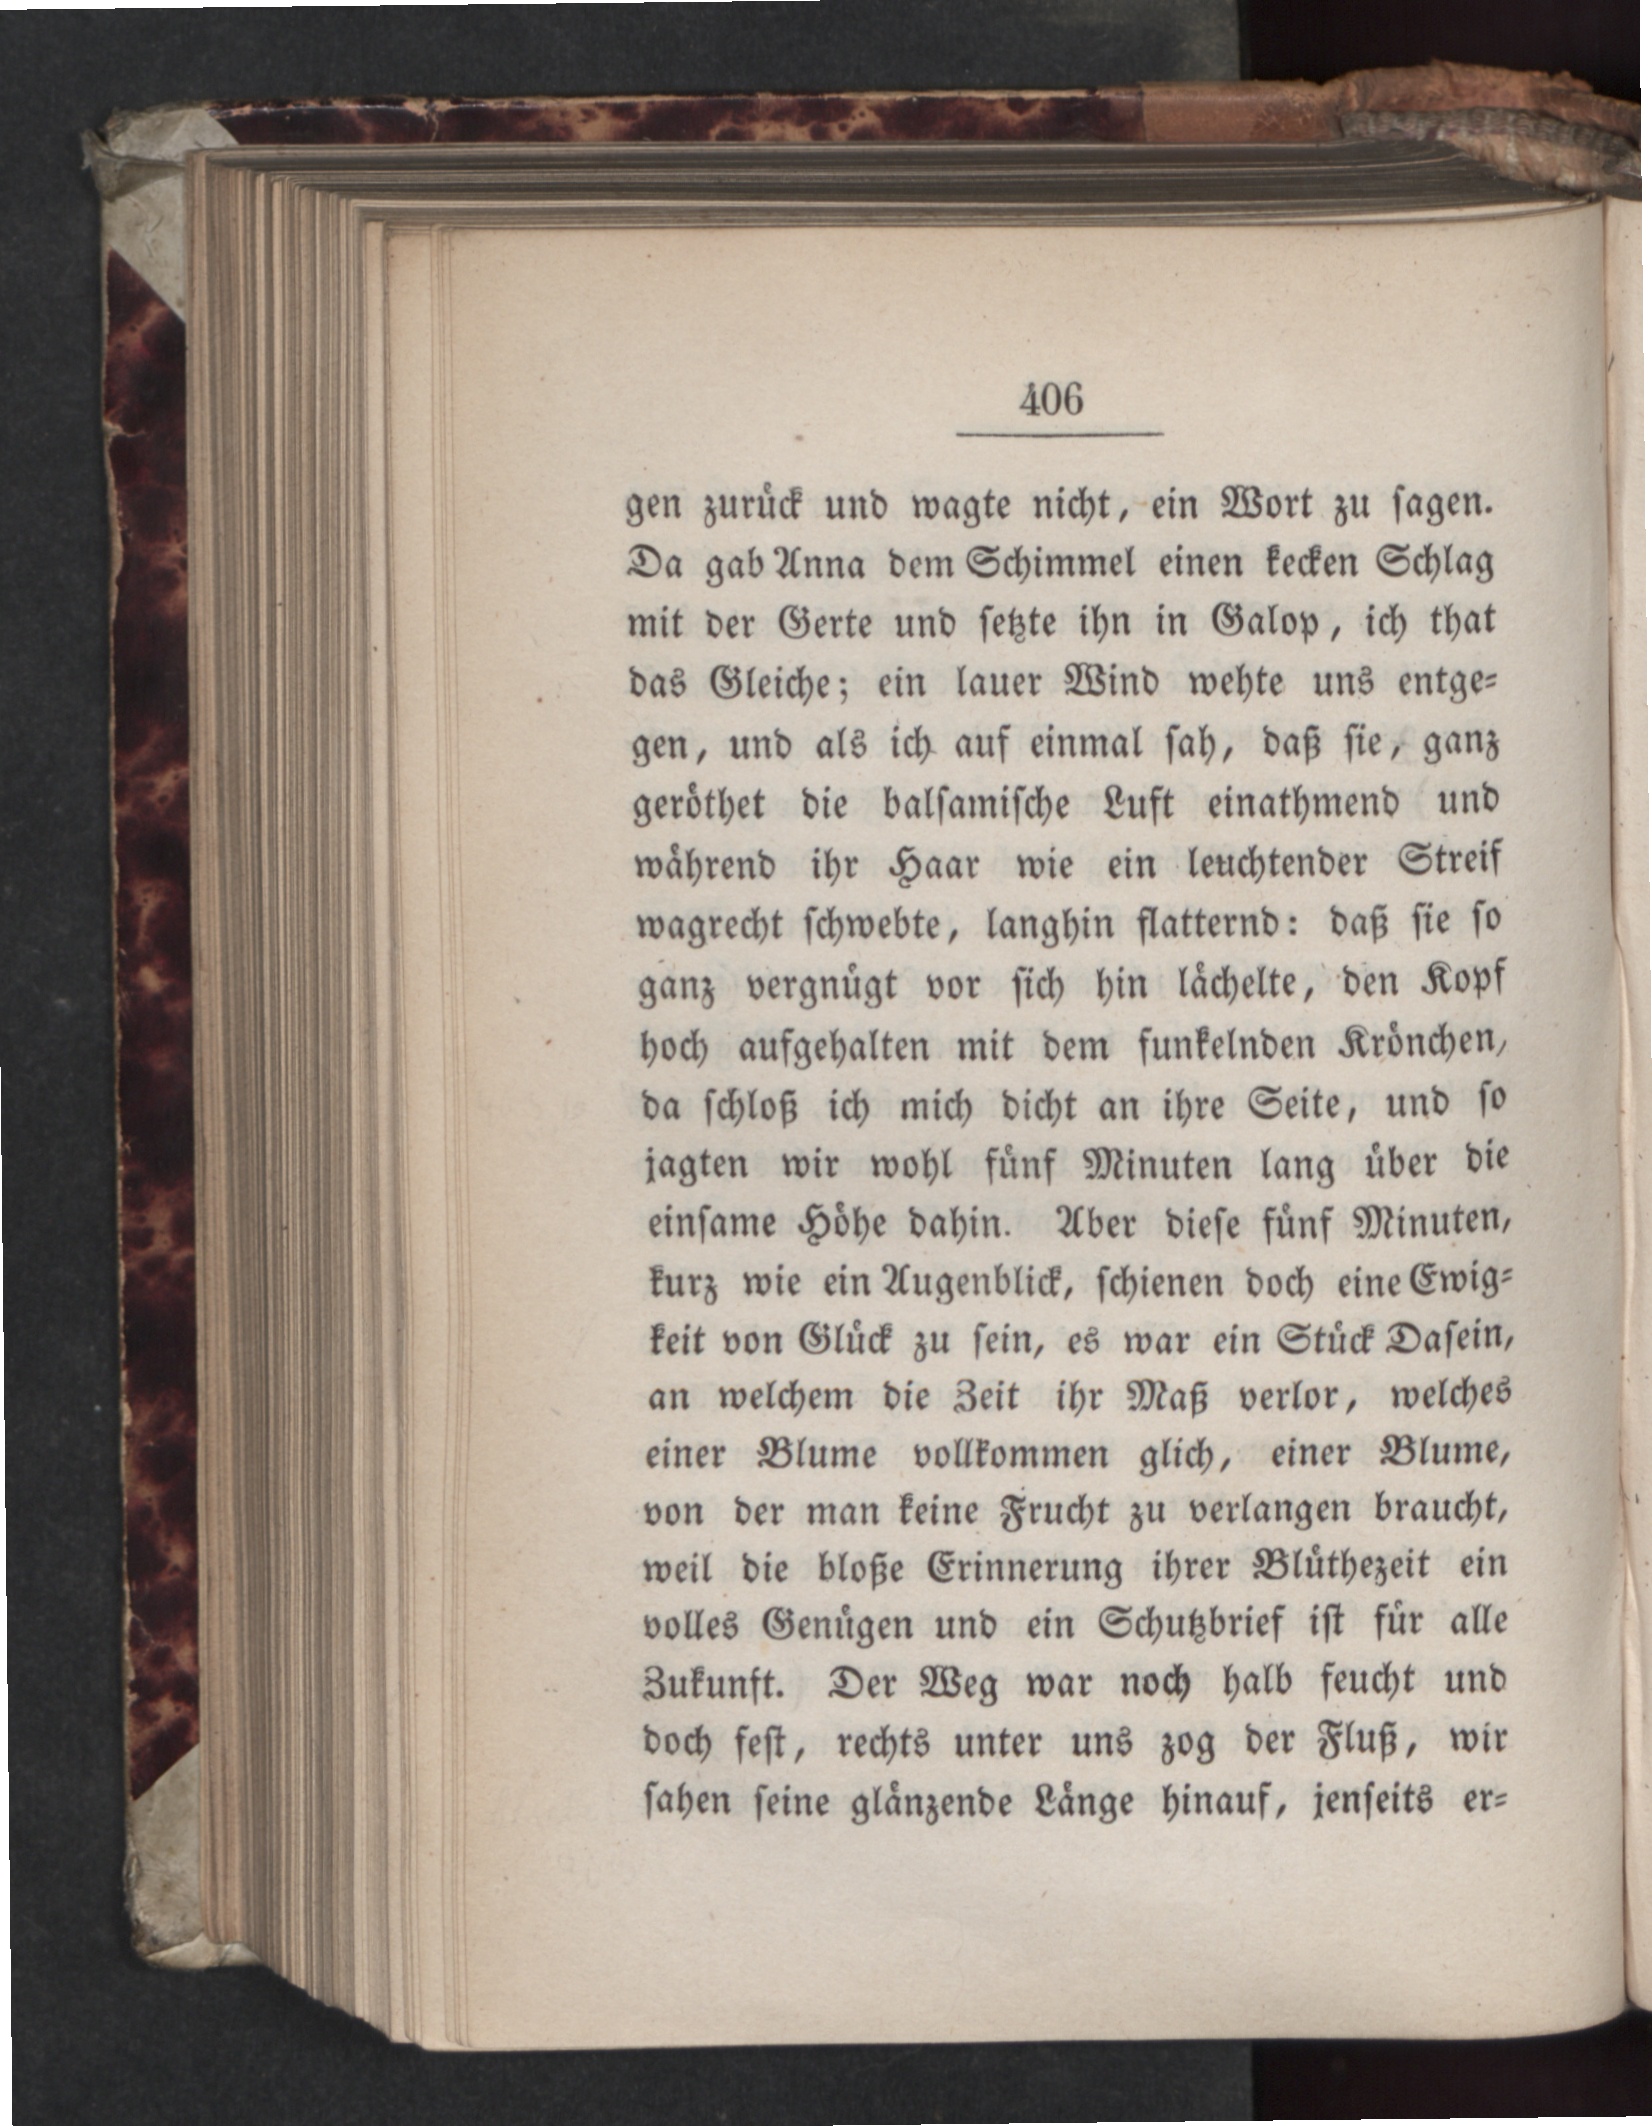 406
gen zurück und wagte nicht, ein Wort zu ſagen.
Da gab Anna dem Schimmel einen kecken Schlag
mit der Gerte und ſetzte ihn in Galop, ich that
das Gleiche; ein lauer Wind wehte uns entge⸗
gen, und als ich auf einmal ſah, daß ſie, ganz
geröthet die balſamiſche Luft einathmend und
während ihr Haar wie ein leuchtender Streif
wagrecht ſchwebte, langhin flatternd: daß ſie ſo
ganz vergnügt vor ſich hin lächelte, den Kopf
hoch aufgehalten mit dem funkelnden Krönchen,
da ſchloß ich mich dicht an ihre Seite, und ſo
jagten wir wohl fünf Minuten lang über die
einſame Höhe dahin. Aber dieſe fünf Minuten,
kurz wie ein Augenblick, ſchienen doch eine Ewig⸗
keit von Glück zu ſein, es war ein Stück Daſein,
an welchem die Zeit ihr Maß verlor, welches
einer Blume vollkommen glich, einer Blume,
von der man keine Frucht zu verlangen braucht,
weil die bloße Erinnerung ihrer Blüthezeit ein
volles Genügen und ein Schutzbrief iſt für alle
Zukunft. Der Weg war noch halb feucht und
doch feſt, rechts unter uns zog der Fluß, wir
ſahen ſeine glänzende Länge hinauf, jenſeits er⸗